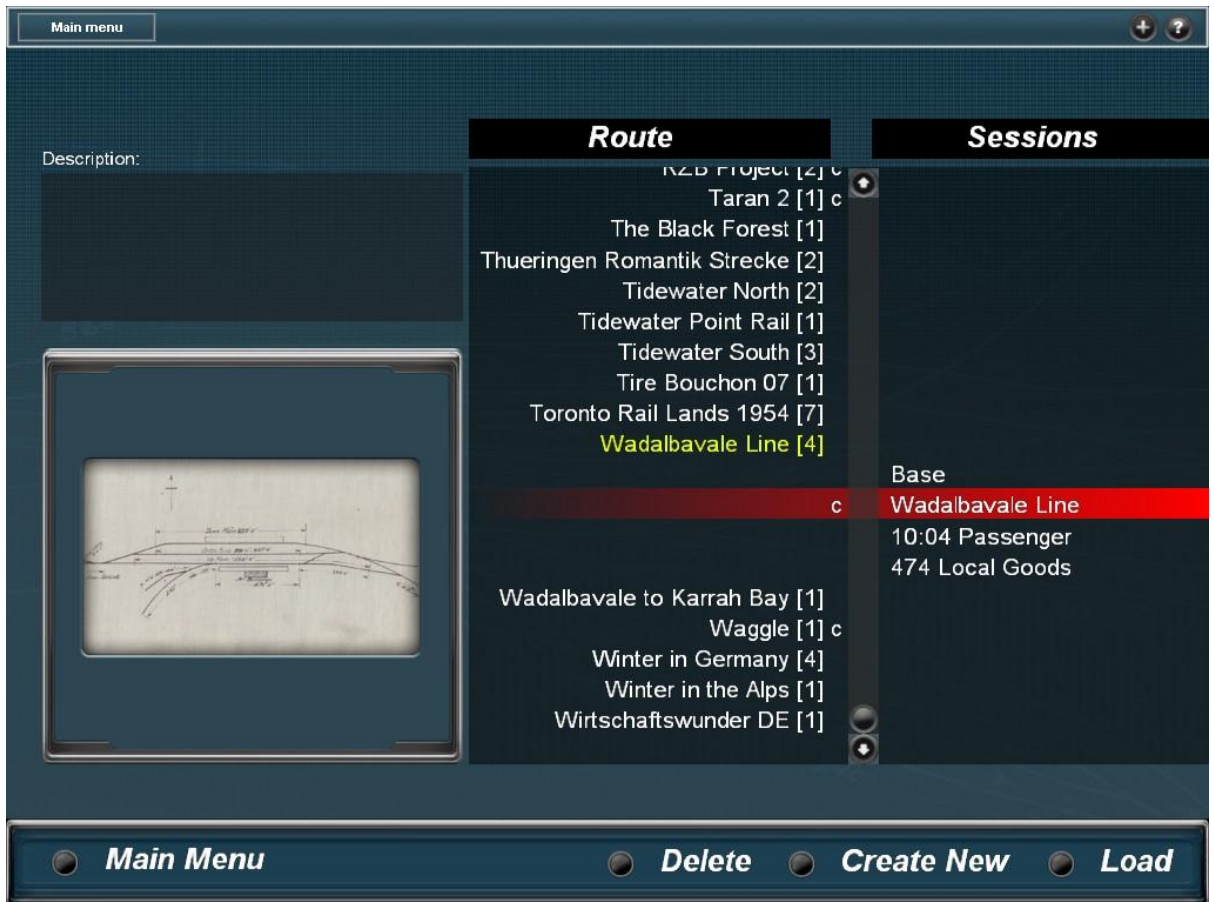 Main menu
+ ?
Route
Sessions
Description:
RZB Project [2] c
Taran 2 [1] c
The Black Forest [1]
Thueringen Romantik Strecke [2]
Tidewater North [2]
Tidewater Point Rail [1]
Tidewater South [3]
Tire Bouchon 07 [1]
Toronto Rail Lands 1954 [7]
Wadalbavale Line [4]
Base
c Wadalbavale Line
10:04 Passenger
474 Local Goods
Wadalbavale to Karrah Bay [1]
Waggle [1] c
Winter in Germany [4]
Winter in the Alps [1]
Wirtschaftswunder DE [1]
Main Menu
Delete
Create New
Load